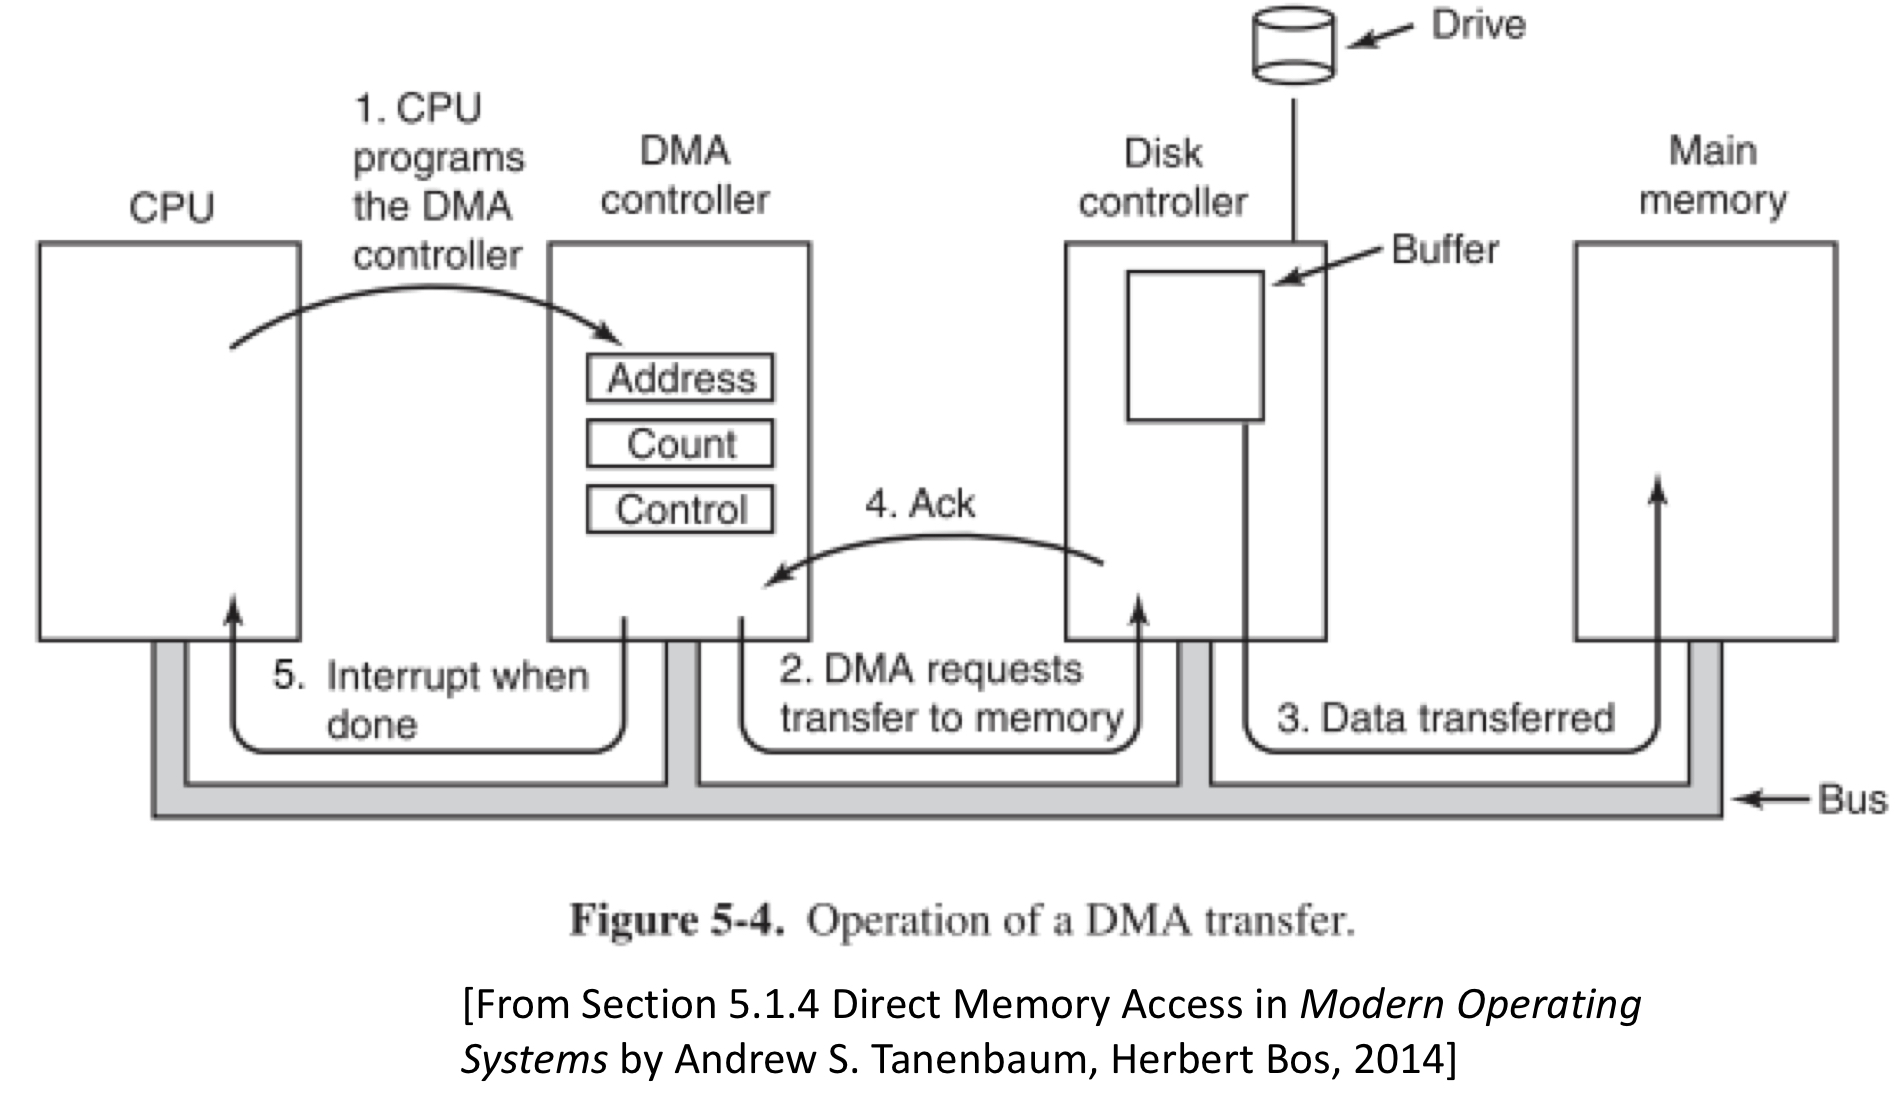 Drive
1. CPU
programs
the DMA
controller
CPU
DMA
controller
Disk
controller
Main
memory
Buffer
Address
Count
Control
4. Ack
5. Interrupt when
done
2. DMA requests
transfer to memory
3. Data transferred
Bus
Figure 5-4. Operation of a DMA transfer.
[From Section 5.1.4 Direct Memory Access in Modern Operating
Systems by Andrew S. Tanenbaum, Herbert Bos, 2014]